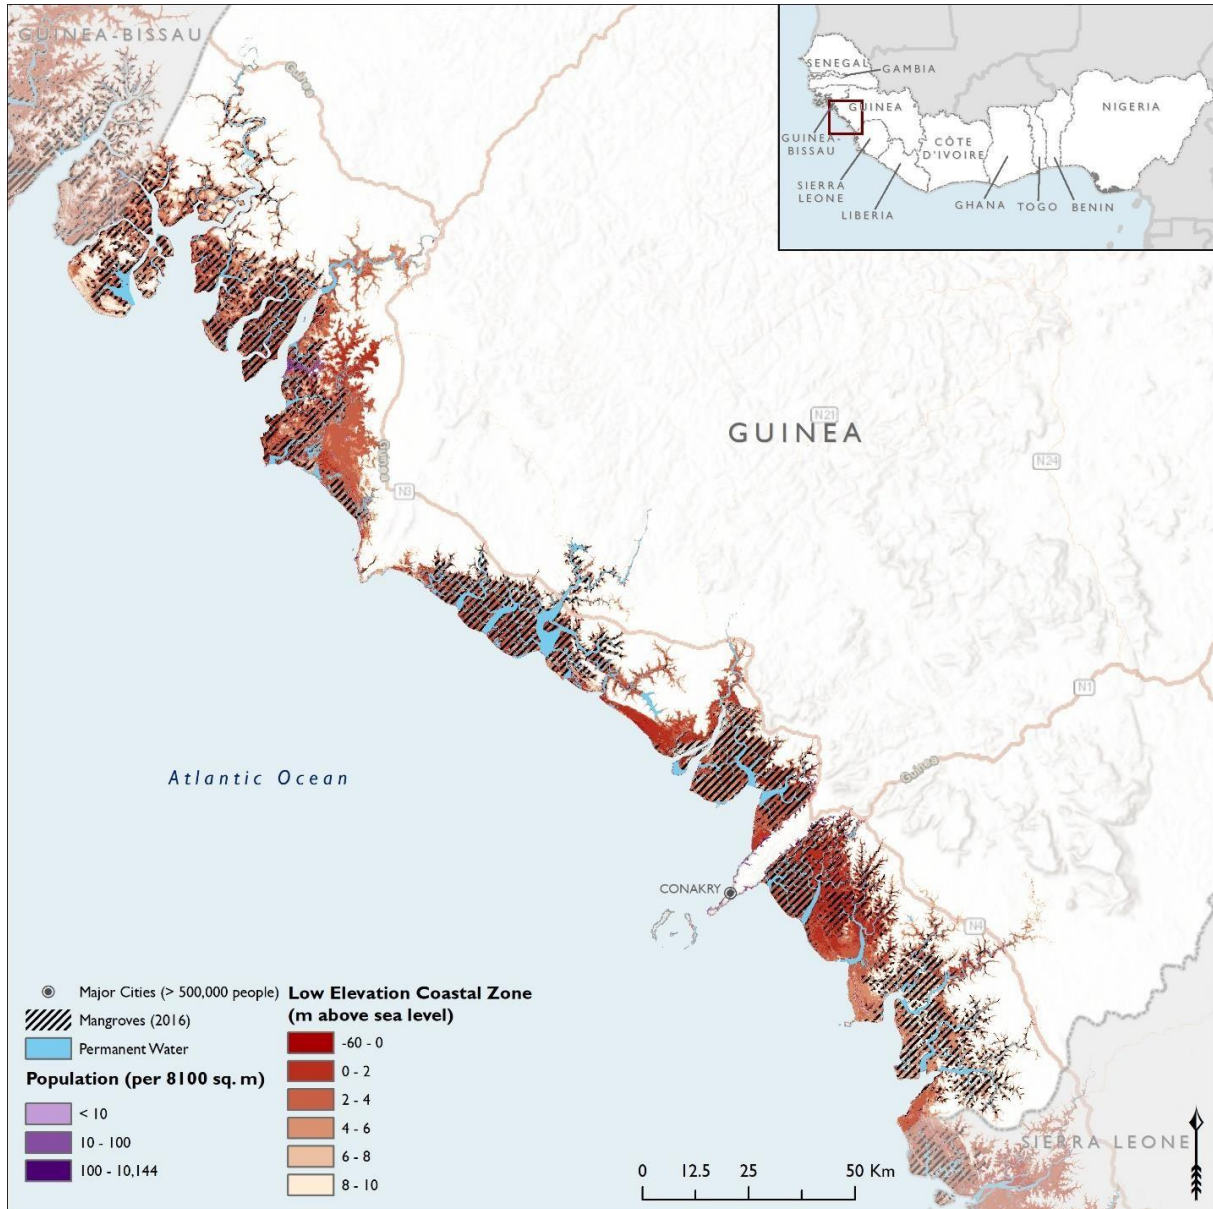 GUINEA-BISSAU
Guinea
SENEGAL
GAMBIA
GUINEA
NIGERIA
GUINEA-
BISSAU
CÔTE
D'IVOIRE
SIERRA
LEONE
LIBERIA
GHANA
TOGO
BENIN
N21
GUINEA
Guinea
N24
N3
N1
Guinea
Atlantic Ocean
CONAKRY
N4
Major Cities (> 500,000 people)
Mangroves (2016)
Permanent Water
Population (per 8100 sq. m)
< 10
10 - 100
100 - 10,144
Low Elevation Coastal Zone
(m above sea level)
-60 - 0
0 - 2
2 - 4
4 - 6
6 - 8
8 - 10
0 12.5 25 50 Km
SIERRA LEONE